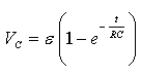 V_C = ε(1 − e^{−t/RC})